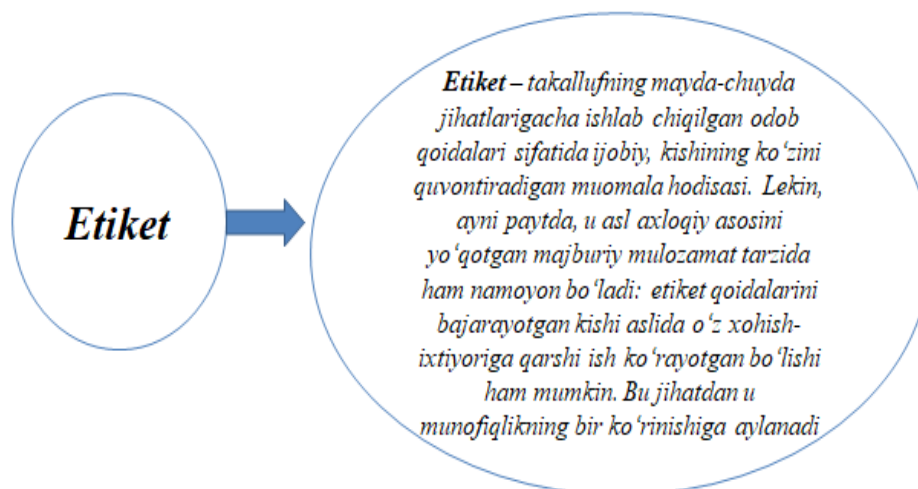 Etiket
Etiket – takallufning mayda-chuyda
jihatlarigacha ishlab chiqilgan odob
qoidalari sifatida ijobiy, kishining ko‘zini
quvontiradigan muomala hodisasi. Lekin,
ayni paytda, u asl axloqiy asosini
yo‘qotgan majburiy mulozamat tarzida
ham namoyon bo‘ladi: etiket qoidalarini
bajarayotgan kishi aslida o‘z xohish-
ixtiyoriga qarshi ish ko‘rayotgan bo‘lishi
ham mumkin. Bu jihatdan u
munofiqlikning bir ko‘rinishiga aylanadi